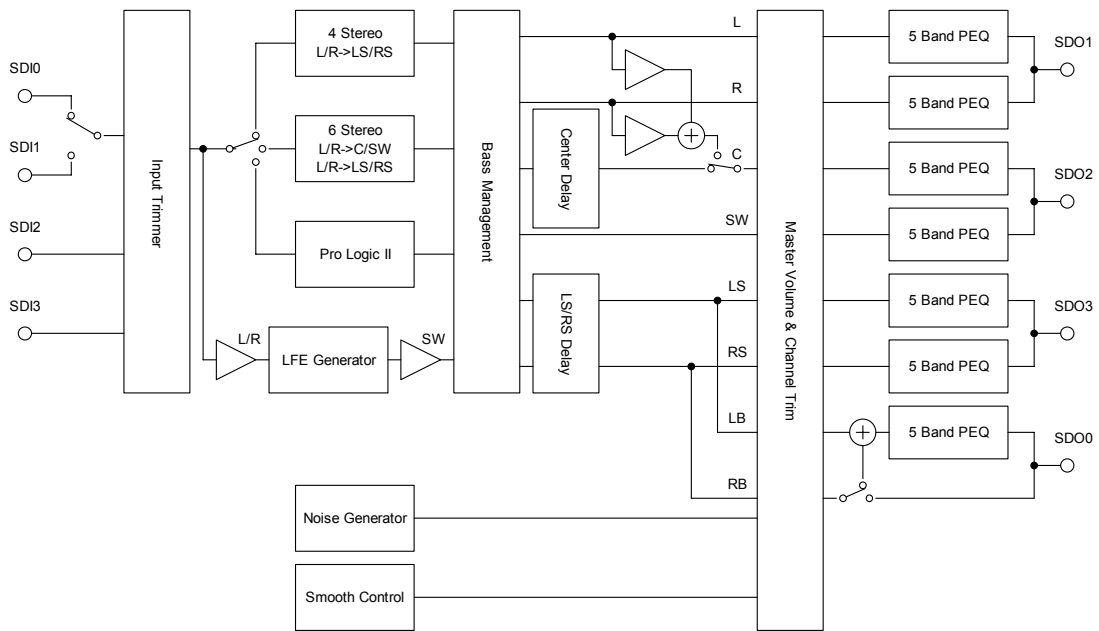 SDI0
SDI1
SDI2
SDI3
Input Trimmer
4 Stereo
L/R->LS/RS
6 Stereo
L/R->C/SW
L/R->LS/RS
Pro Logic II
L/R
LFE Generator
SW
Bass Management
Center Delay
LS/RS Delay
Noise Generator
Smooth Control
L
R
C
SW
LS
RS
LB
RB
Master Volume & Channel Trim
5 Band PEQ
5 Band PEQ
5 Band PEQ
5 Band PEQ
5 Band PEQ
5 Band PEQ
5 Band PEQ
SDO1
SDO2
SDO3
SDO0